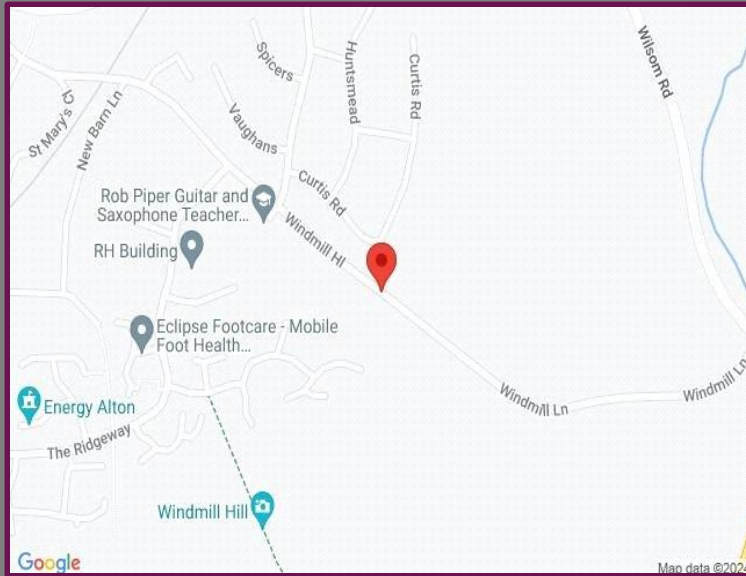 Spicers
Huntsmead
Curtis Rd
Wilsom Rd
St Mary's Cl
New Barn Ln
Vaughans
Curtis Rd
Rob Piper Guitar and
Saxophone Teacher...
Windmill Hl
RH Building
Eclipse Footcare - Mobile
Foot Health...
Windmill Ln
Windmill Ln
Energy Alton
The Ridgeway
Windmill Hill
Google
Map data ©2024